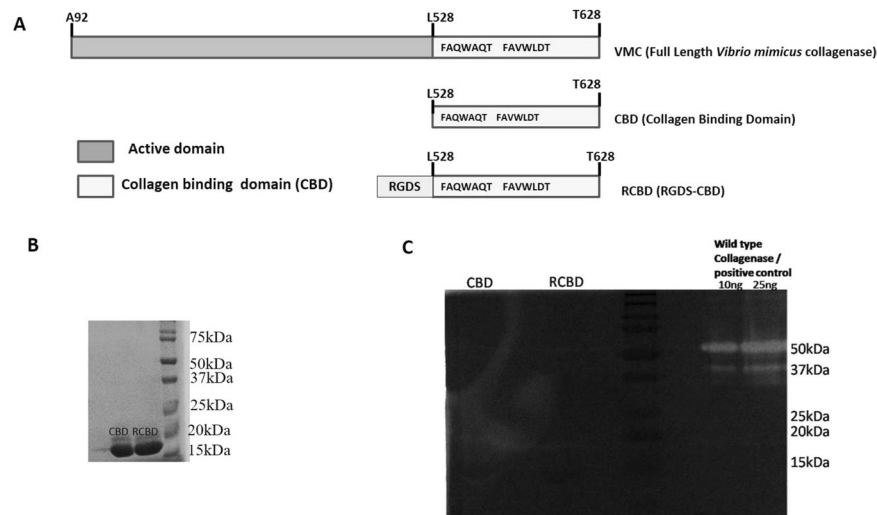 A
A92
L528
T628
FAQWAQT FAVWLDT
VMC (Full Length Vibrio mimicus collagenase)
L528
T628
FAQWAQT FAVWLDT
CBD (Collagen Binding Domain)
Active domain
Collagen binding domain (CBD)
L528
T628
RGDS
FAQWAQT FAVWLDT
RCBD (RGDS-CBD)
B
75kDa
50kDa
37kDa
25kDa
20kDa
15kDa
CBD RCBD
C
Wild type
Collagenase /
positive control
10ng 25ng
CBD RCBD
50kDa
37kDa
25kDa
20kDa
15kDa